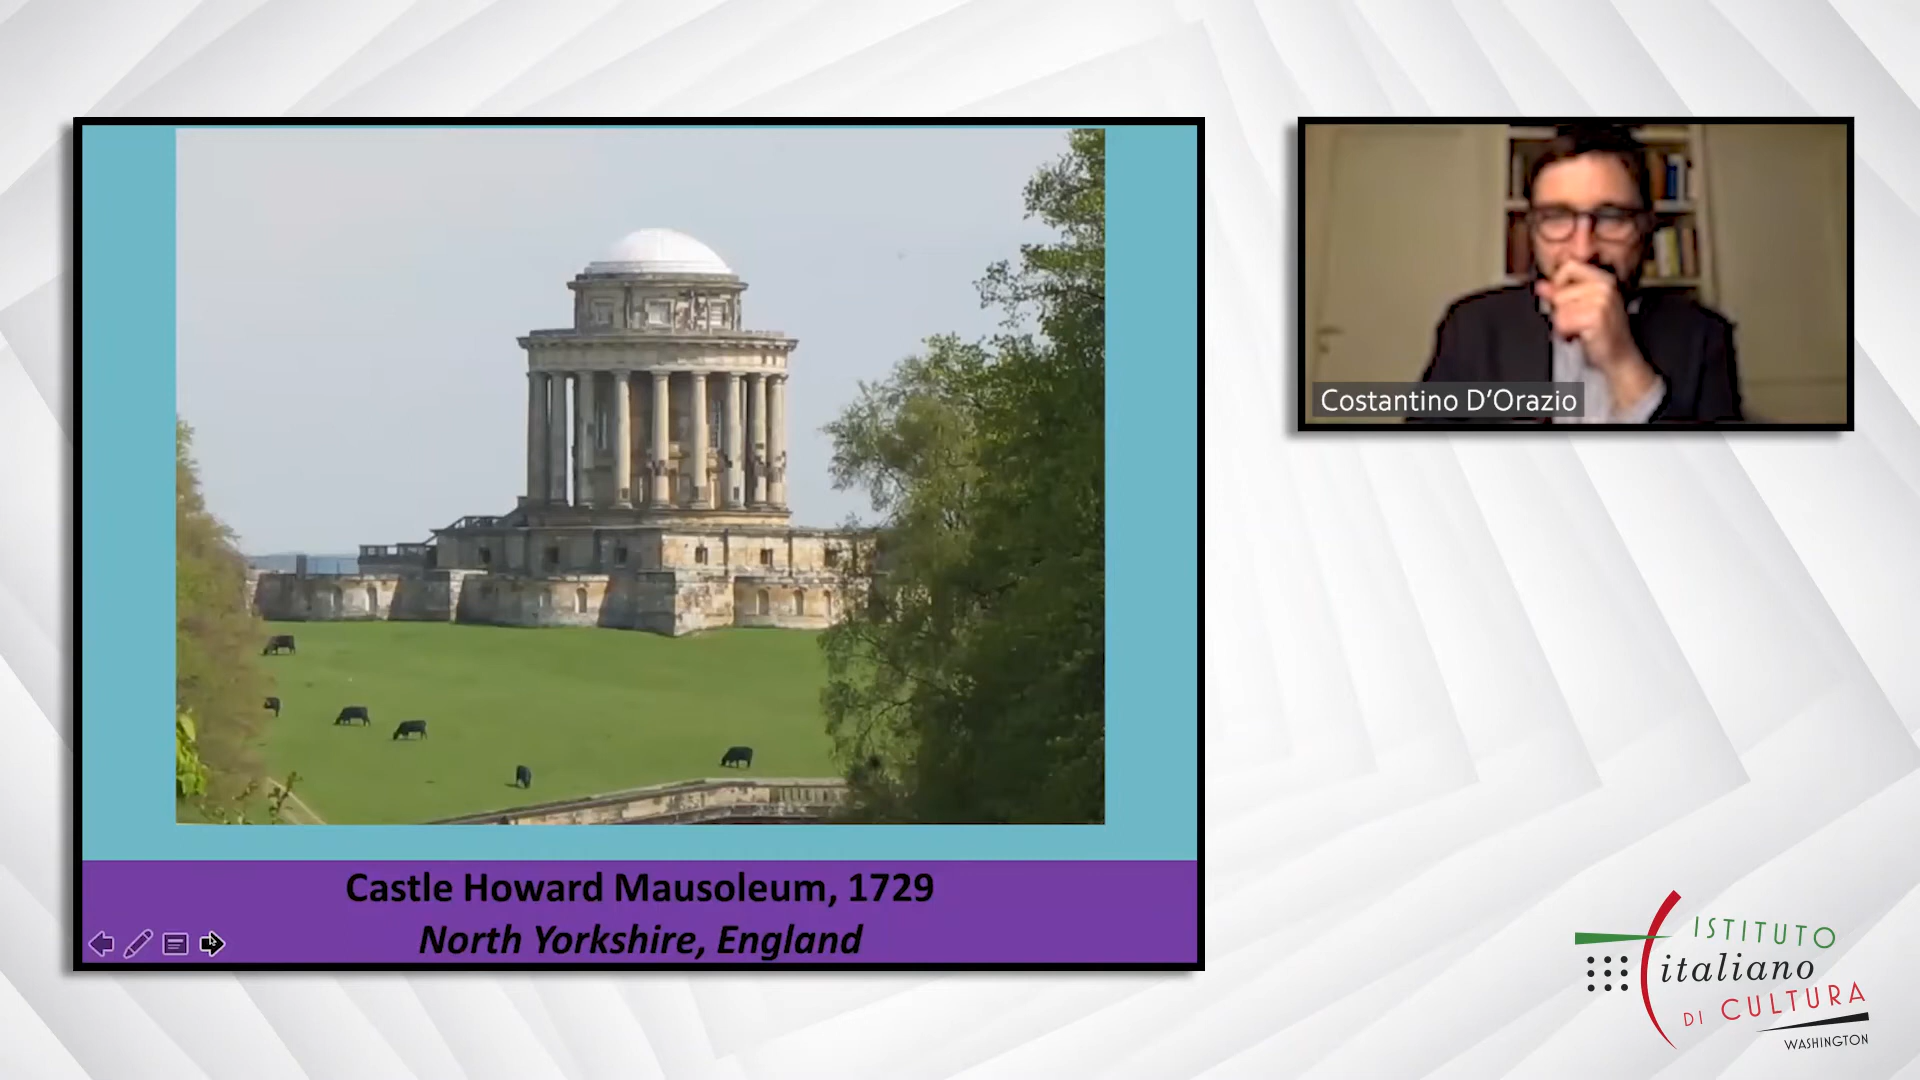 Castle Howard Mausoleum, 1729
North Yorkshire, England
Costantino D'Orazio
ISTITUTO
italiano
DI CULTURA
WASHINGTON